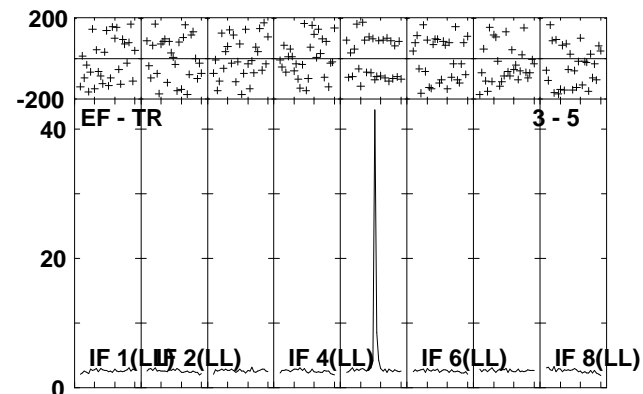 200
-200
EF - TR 3 - 5
40
20
IF 1(LL) IF 2(LL) IF 4(LL) IF 6(LL) IF 8(LL)
0